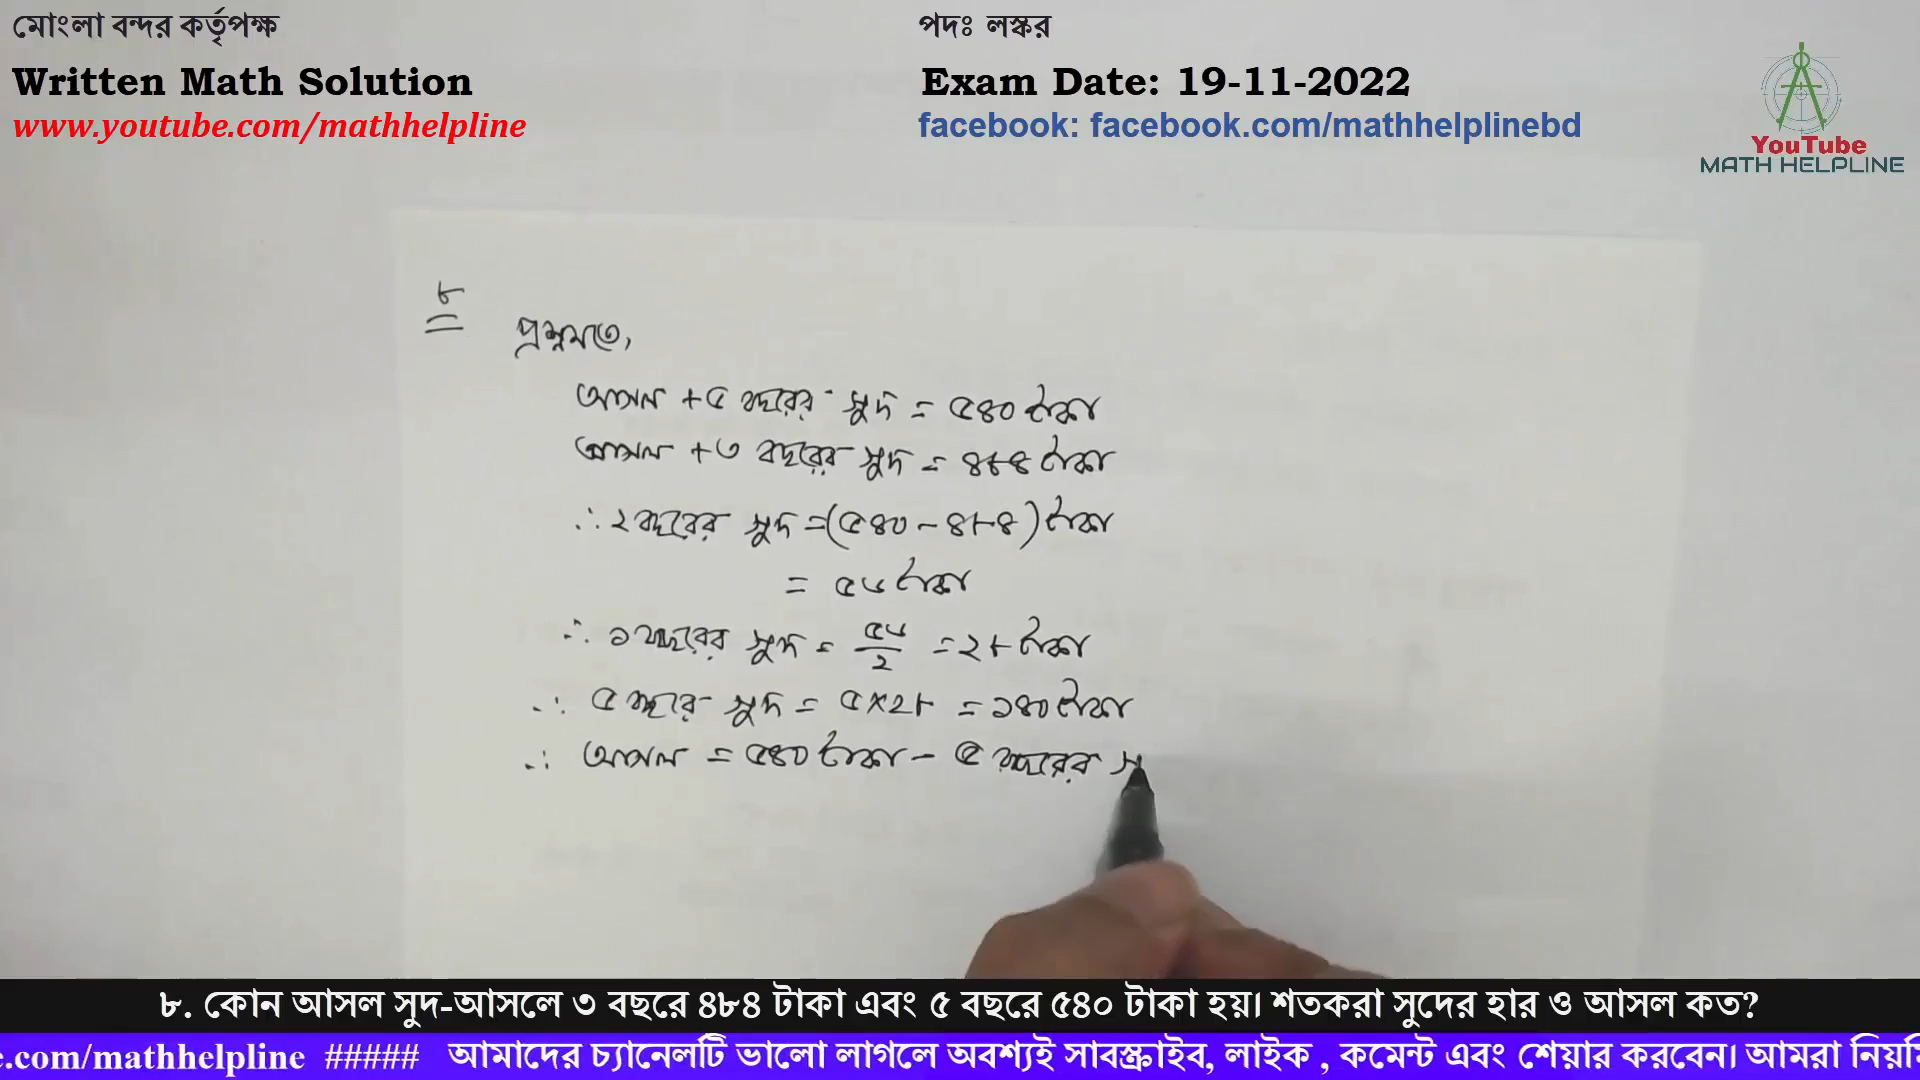 মোংলা বন্দর কর্তৃপক্ষ
পদঃ লস্কর
Written Math Solution
Exam Date: 19-11-2022
www.youtube.com/mathhelpline
facebook: facebook.com/mathhelplinebd
YouTube
MATH HELPLINE
৮
প্রশ্নমতে,
আসল + ৫ বছরের সুদ = ৫৪০ টাকা
আসল + ৩ বছরের সুদ = ৪৮৪ টাকা
∴ ২ বছরের সুদ = (৫৪০ - ৪৮৪) টাকা
= ৫৬ টাকা
∴ ১ বছরের সুদ = ৫৬/২ = ২৮ টাকা
∴ ৫ বছরে সুদ = ৫×২৮ = ১৪০ টাকা
∴ আসল = ৫৪০ টাকা - ৫ বছরের
৮. কোন আসল সুদ-আসলে ৩ বছরে ৪৮৪ টাকা এবং ৫ বছরে ৫৪০ টাকা হয়। শতকরা সুদের হার ও আসল কত?
e.com/mathhelpline ##### আমাদের চ্যানেলটি ভালো লাগলে অবশ্যই সাবস্ক্রাইব, লাইক , কমেন্ট এবং শেয়ার করবেন। আমরা নিয়মি